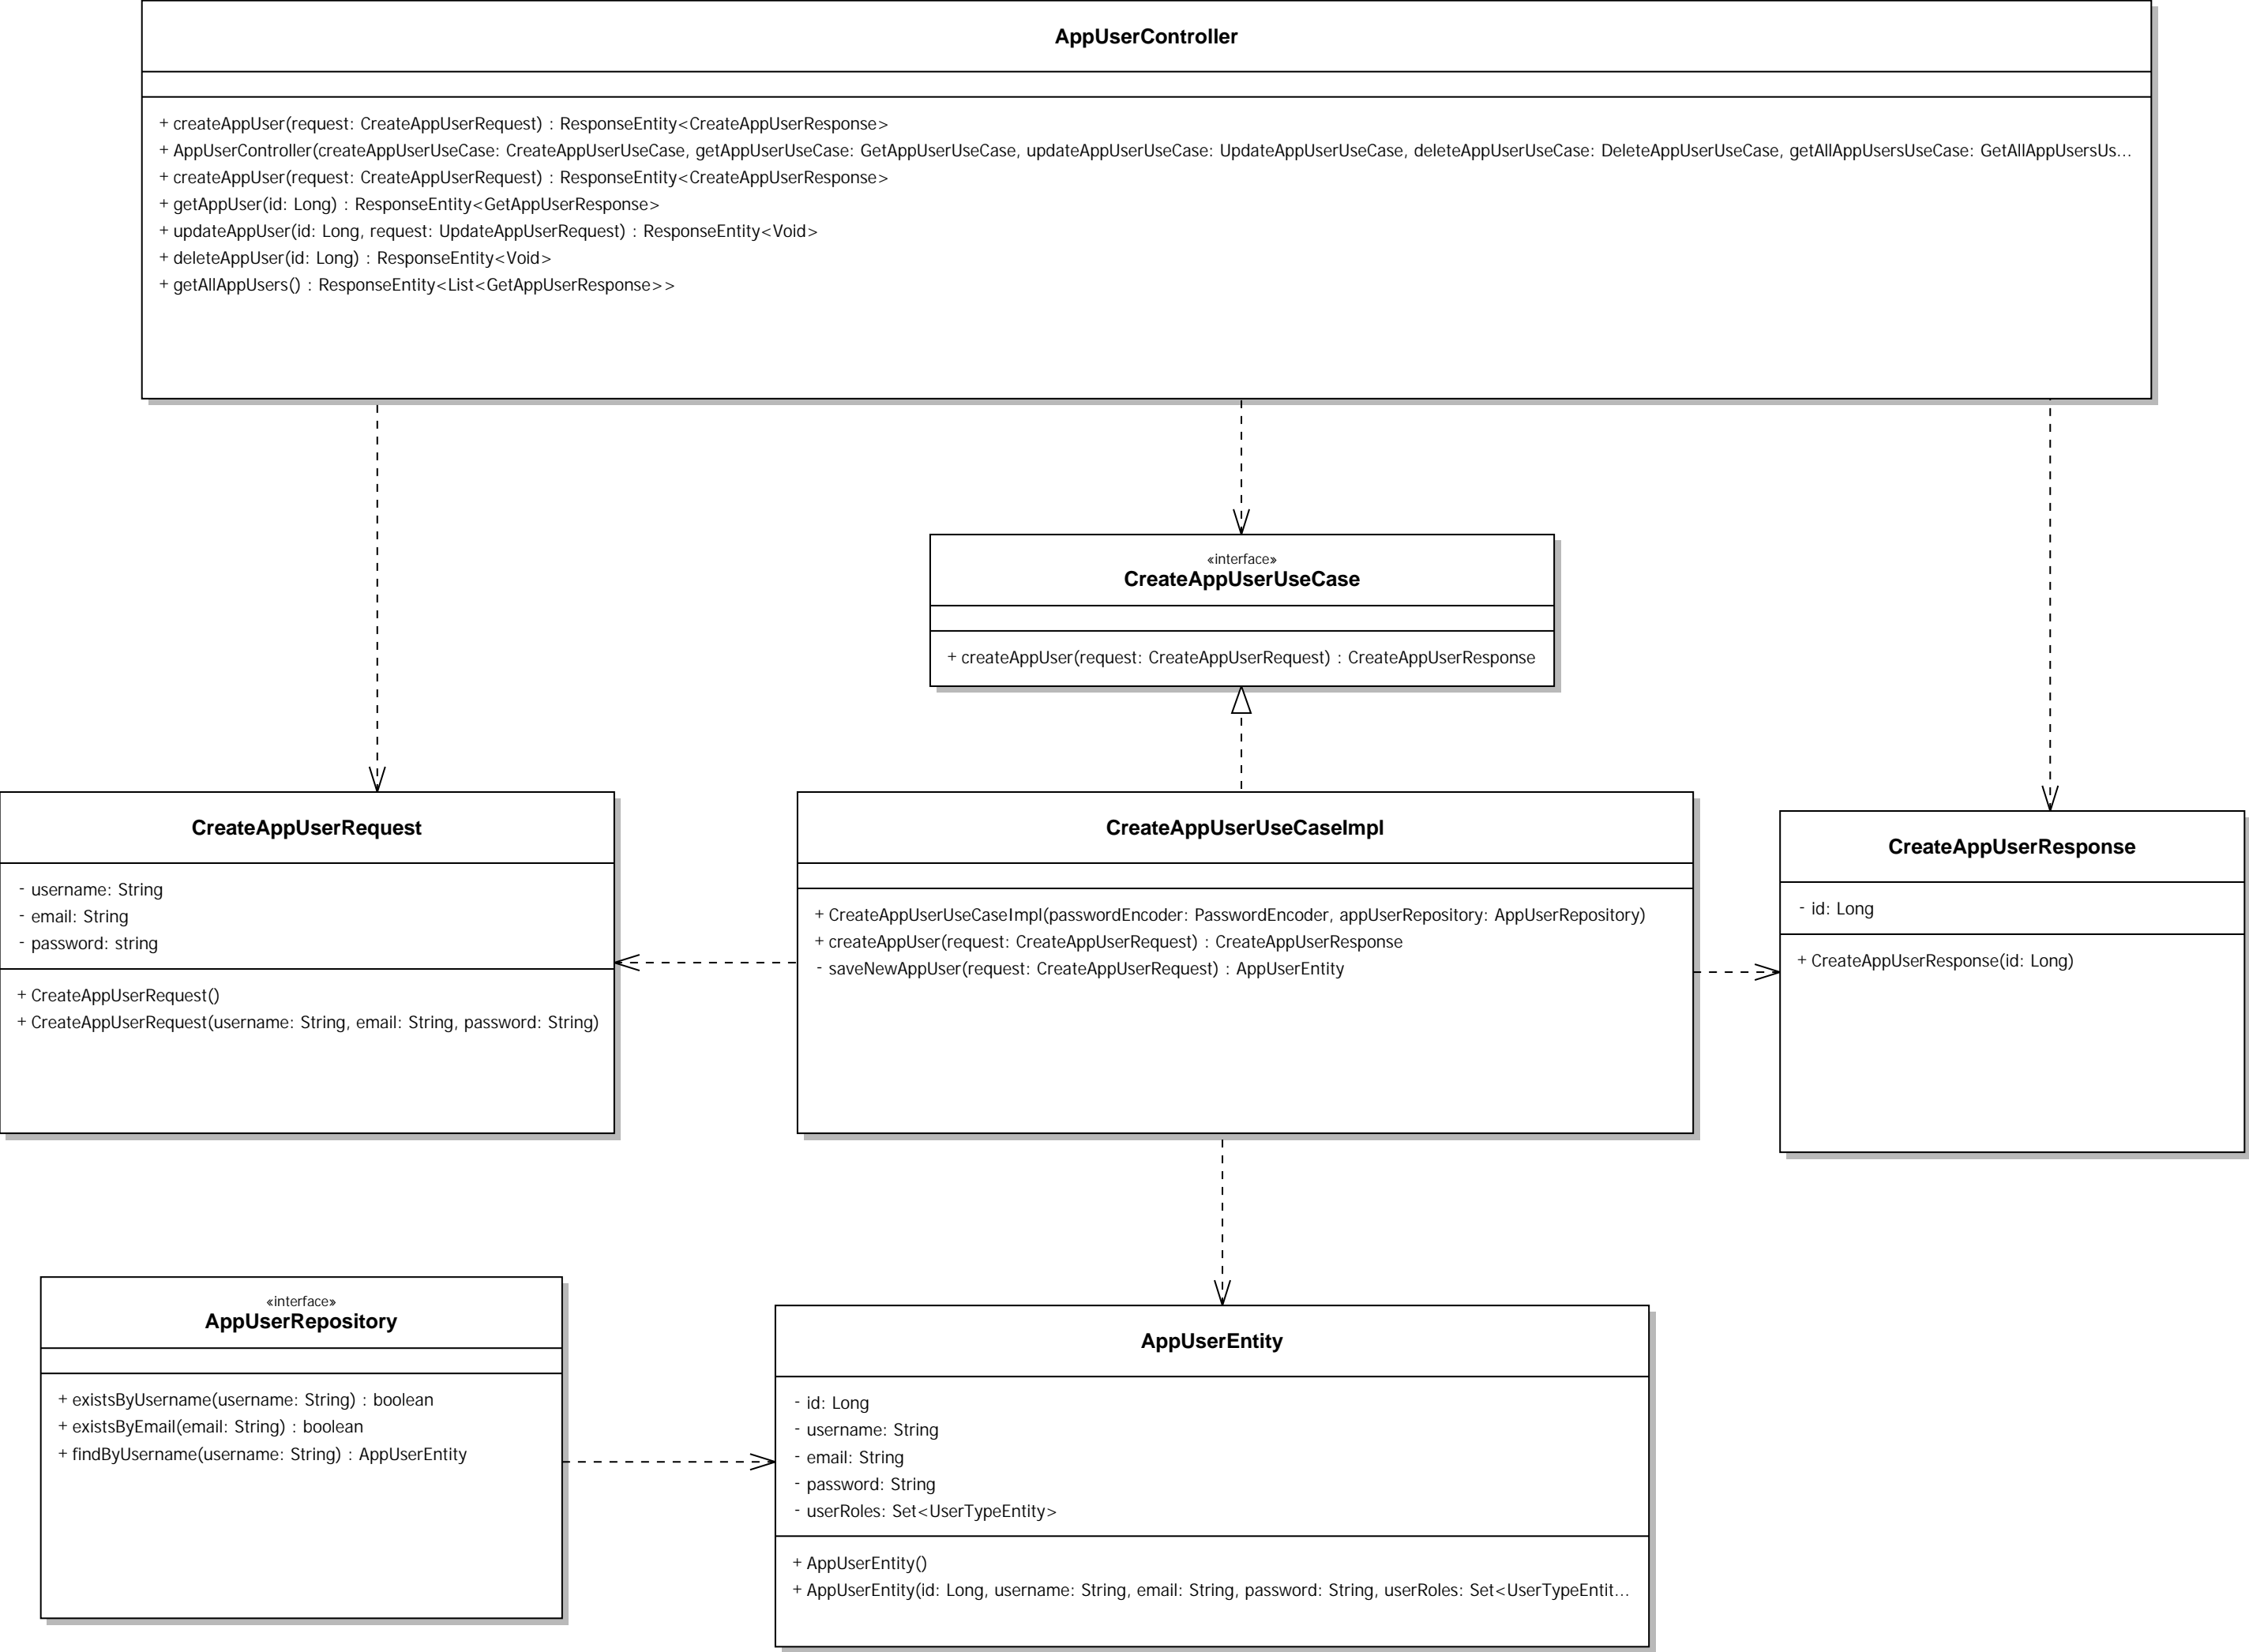 AppUserController
+ createAppUser(request: CreateAppUserRequest) : ResponseEntity<CreateAppUserResponse>
+ AppUserController(createAppUserUseCase: CreateAppUserUseCase, getAppUserUseCase: GetAppUserUseCase, updateAppUserUseCase: UpdateAppUserUseCase, deleteAppUserUseCase: DeleteAppUserUseCase, getAllAppUsersUseCase: GetAllAppUsersUs...
+ createAppUser(request: CreateAppUserRequest) : ResponseEntity<CreateAppUserResponse>
+ getAppUser(id: Long) : ResponseEntity<GetAppUserResponse>
+ updateAppUser(id: Long, request: UpdateAppUserRequest) : ResponseEntity<Void>
+ deleteAppUser(id: Long) : ResponseEntity<Void>
+ getAllAppUsers() : ResponseEntity<List<GetAppUserResponse>>
«interface»
CreateAppUserUseCase
+ createAppUser(request: CreateAppUserRequest) : CreateAppUserResponse
CreateAppUserRequest
- username: String
- email: String
- password: string
+ CreateAppUserRequest()
+ CreateAppUserRequest(username: String, email: String, password: String)
CreateAppUserUseCaseImpl
+ CreateAppUserUseCaseImpl(passwordEncoder: PasswordEncoder, appUserRepository: AppUserRepository)
+ createAppUser(request: CreateAppUserRequest) : CreateAppUserResponse
- saveNewAppUser(request: CreateAppUserRequest) : AppUserEntity
CreateAppUserResponse
- id: Long
+ CreateAppUserResponse(id: Long)
«interface»
AppUserRepository
+ existsByUsername(username: String) : boolean
+ existsByEmail(email: String) : boolean
+ findByUsername(username: String) : AppUserEntity
AppUserEntity
- id: Long
- username: String
- email: String
- password: String
- userRoles: Set<UserTypeEntity>
+ AppUserEntity()
+ AppUserEntity(id: Long, username: String, email: String, password: String, userRoles: Set<UserTypeEntit...